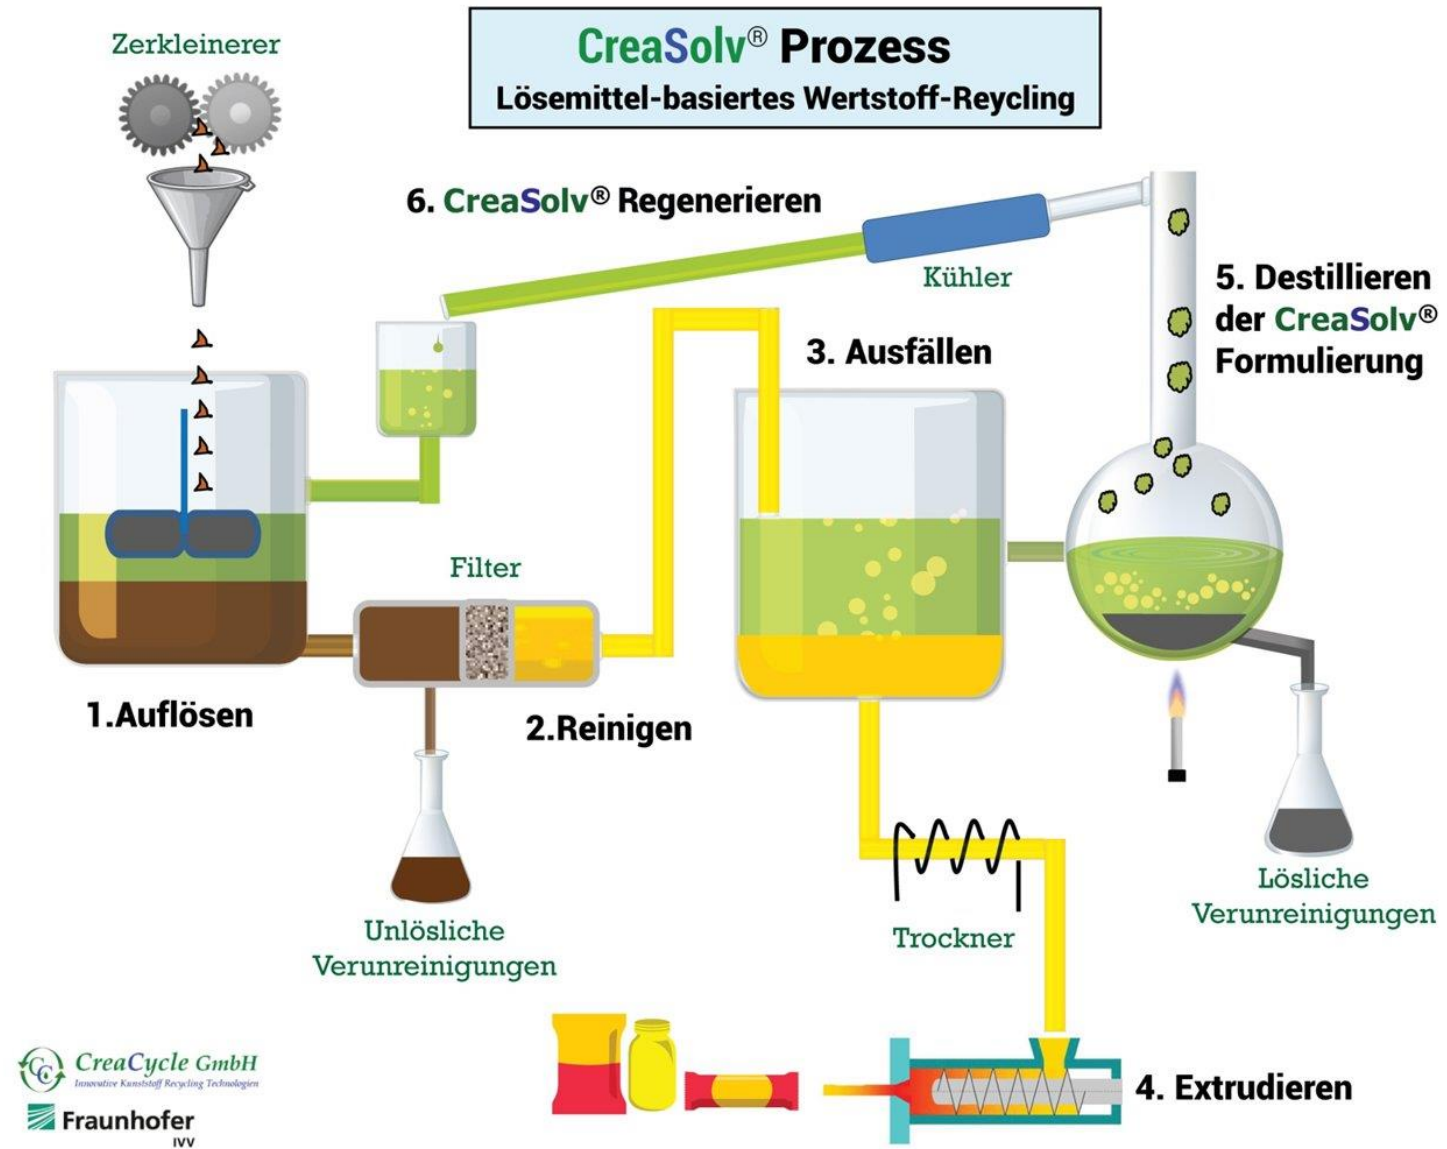 CreaSolv® Prozess
Lösemittel-basiertes Wertstoff-Reycling
Zerkleinerer
6. CreaSolv® Regenerieren
Kühler
5. Destillieren
der CreaSolv®
Formulierung
3. Ausfällen
Filter
1.Auflösen
2.Reinigen
Unlösliche
Verunreinigungen
Trockner
Lösliche
Verunreinigungen
4. Extrudieren
CC
CreaCycle GmbH
Innovative Kunststoff Recycling Technologien
Fraunhofer
IVV